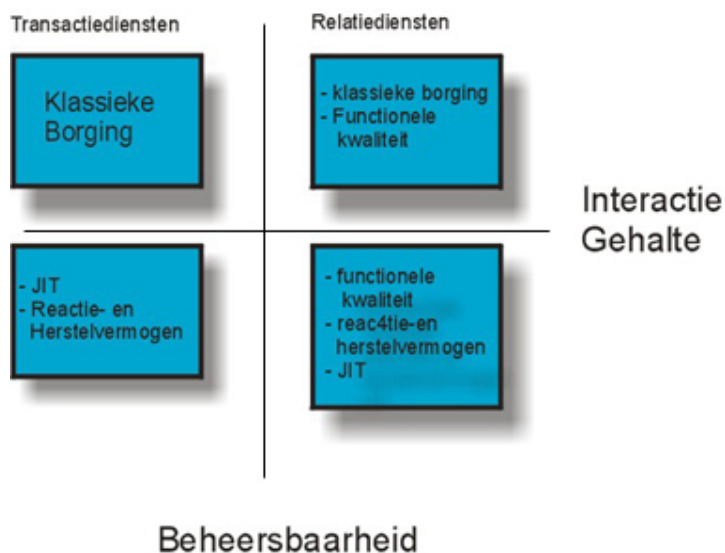 Transactiediensten
Relatiediensten
Klassieke
Borging
- klassieke borging
- Functionele
kwaliteit
Interactie
Gehalte
- JIT
- Reactie- en
Herstelvermogen
- functionele
kwaliteit
- reac4tie-en
herstelvermogen
- JIT
Beheersbaarheid